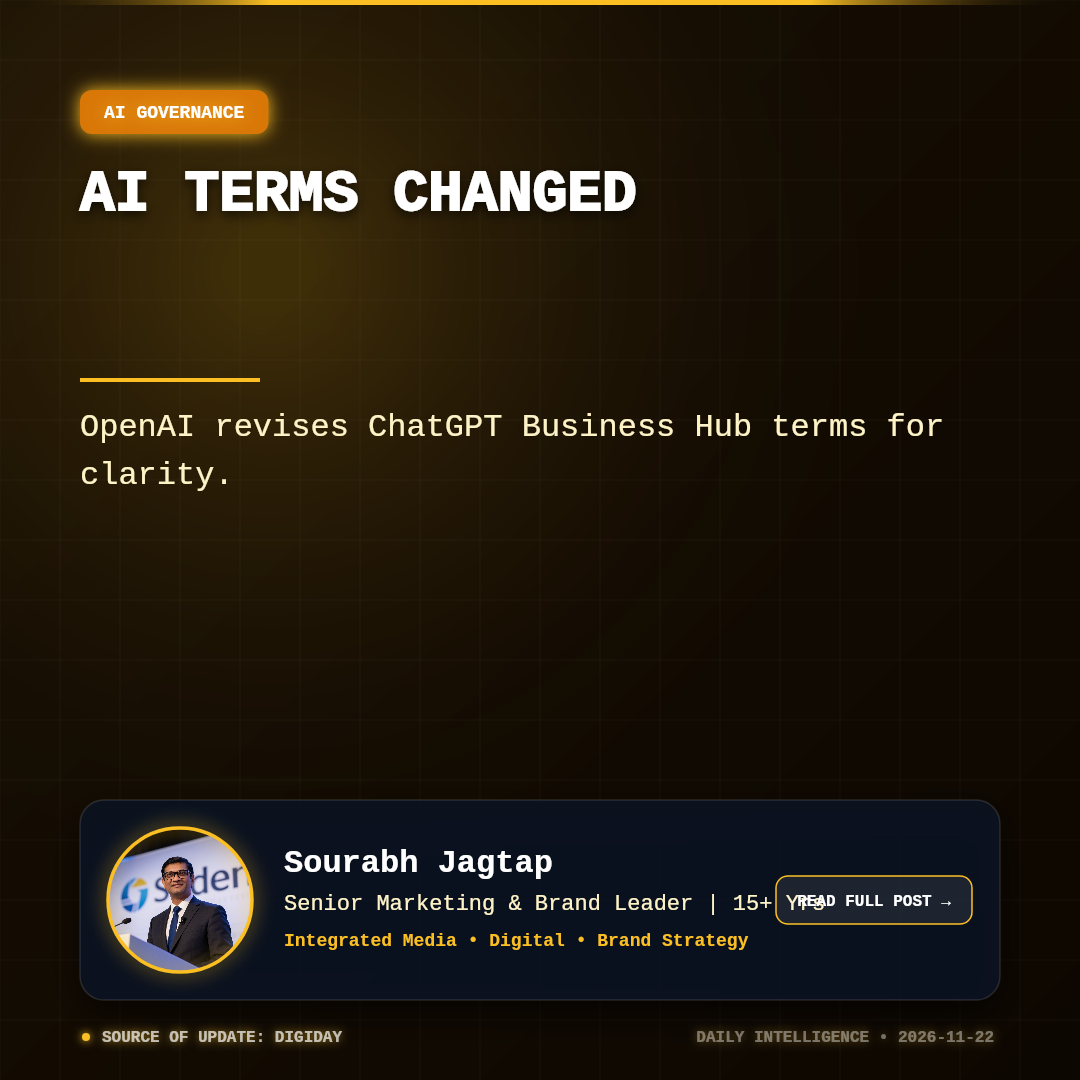 AI GOVERNANCE
AI TERMS CHANGED
OpenAI revises ChatGPT Business Hub terms for
clarity.
Sourabh Jagtap
Senior Marketing & Brand Leader | 15+ Yrs
READ FULL POST →
Integrated Media • Digital • Brand Strategy
SOURCE OF UPDATE: DIGIDAY
DAILY INTELLIGENCE • 2026-11-22